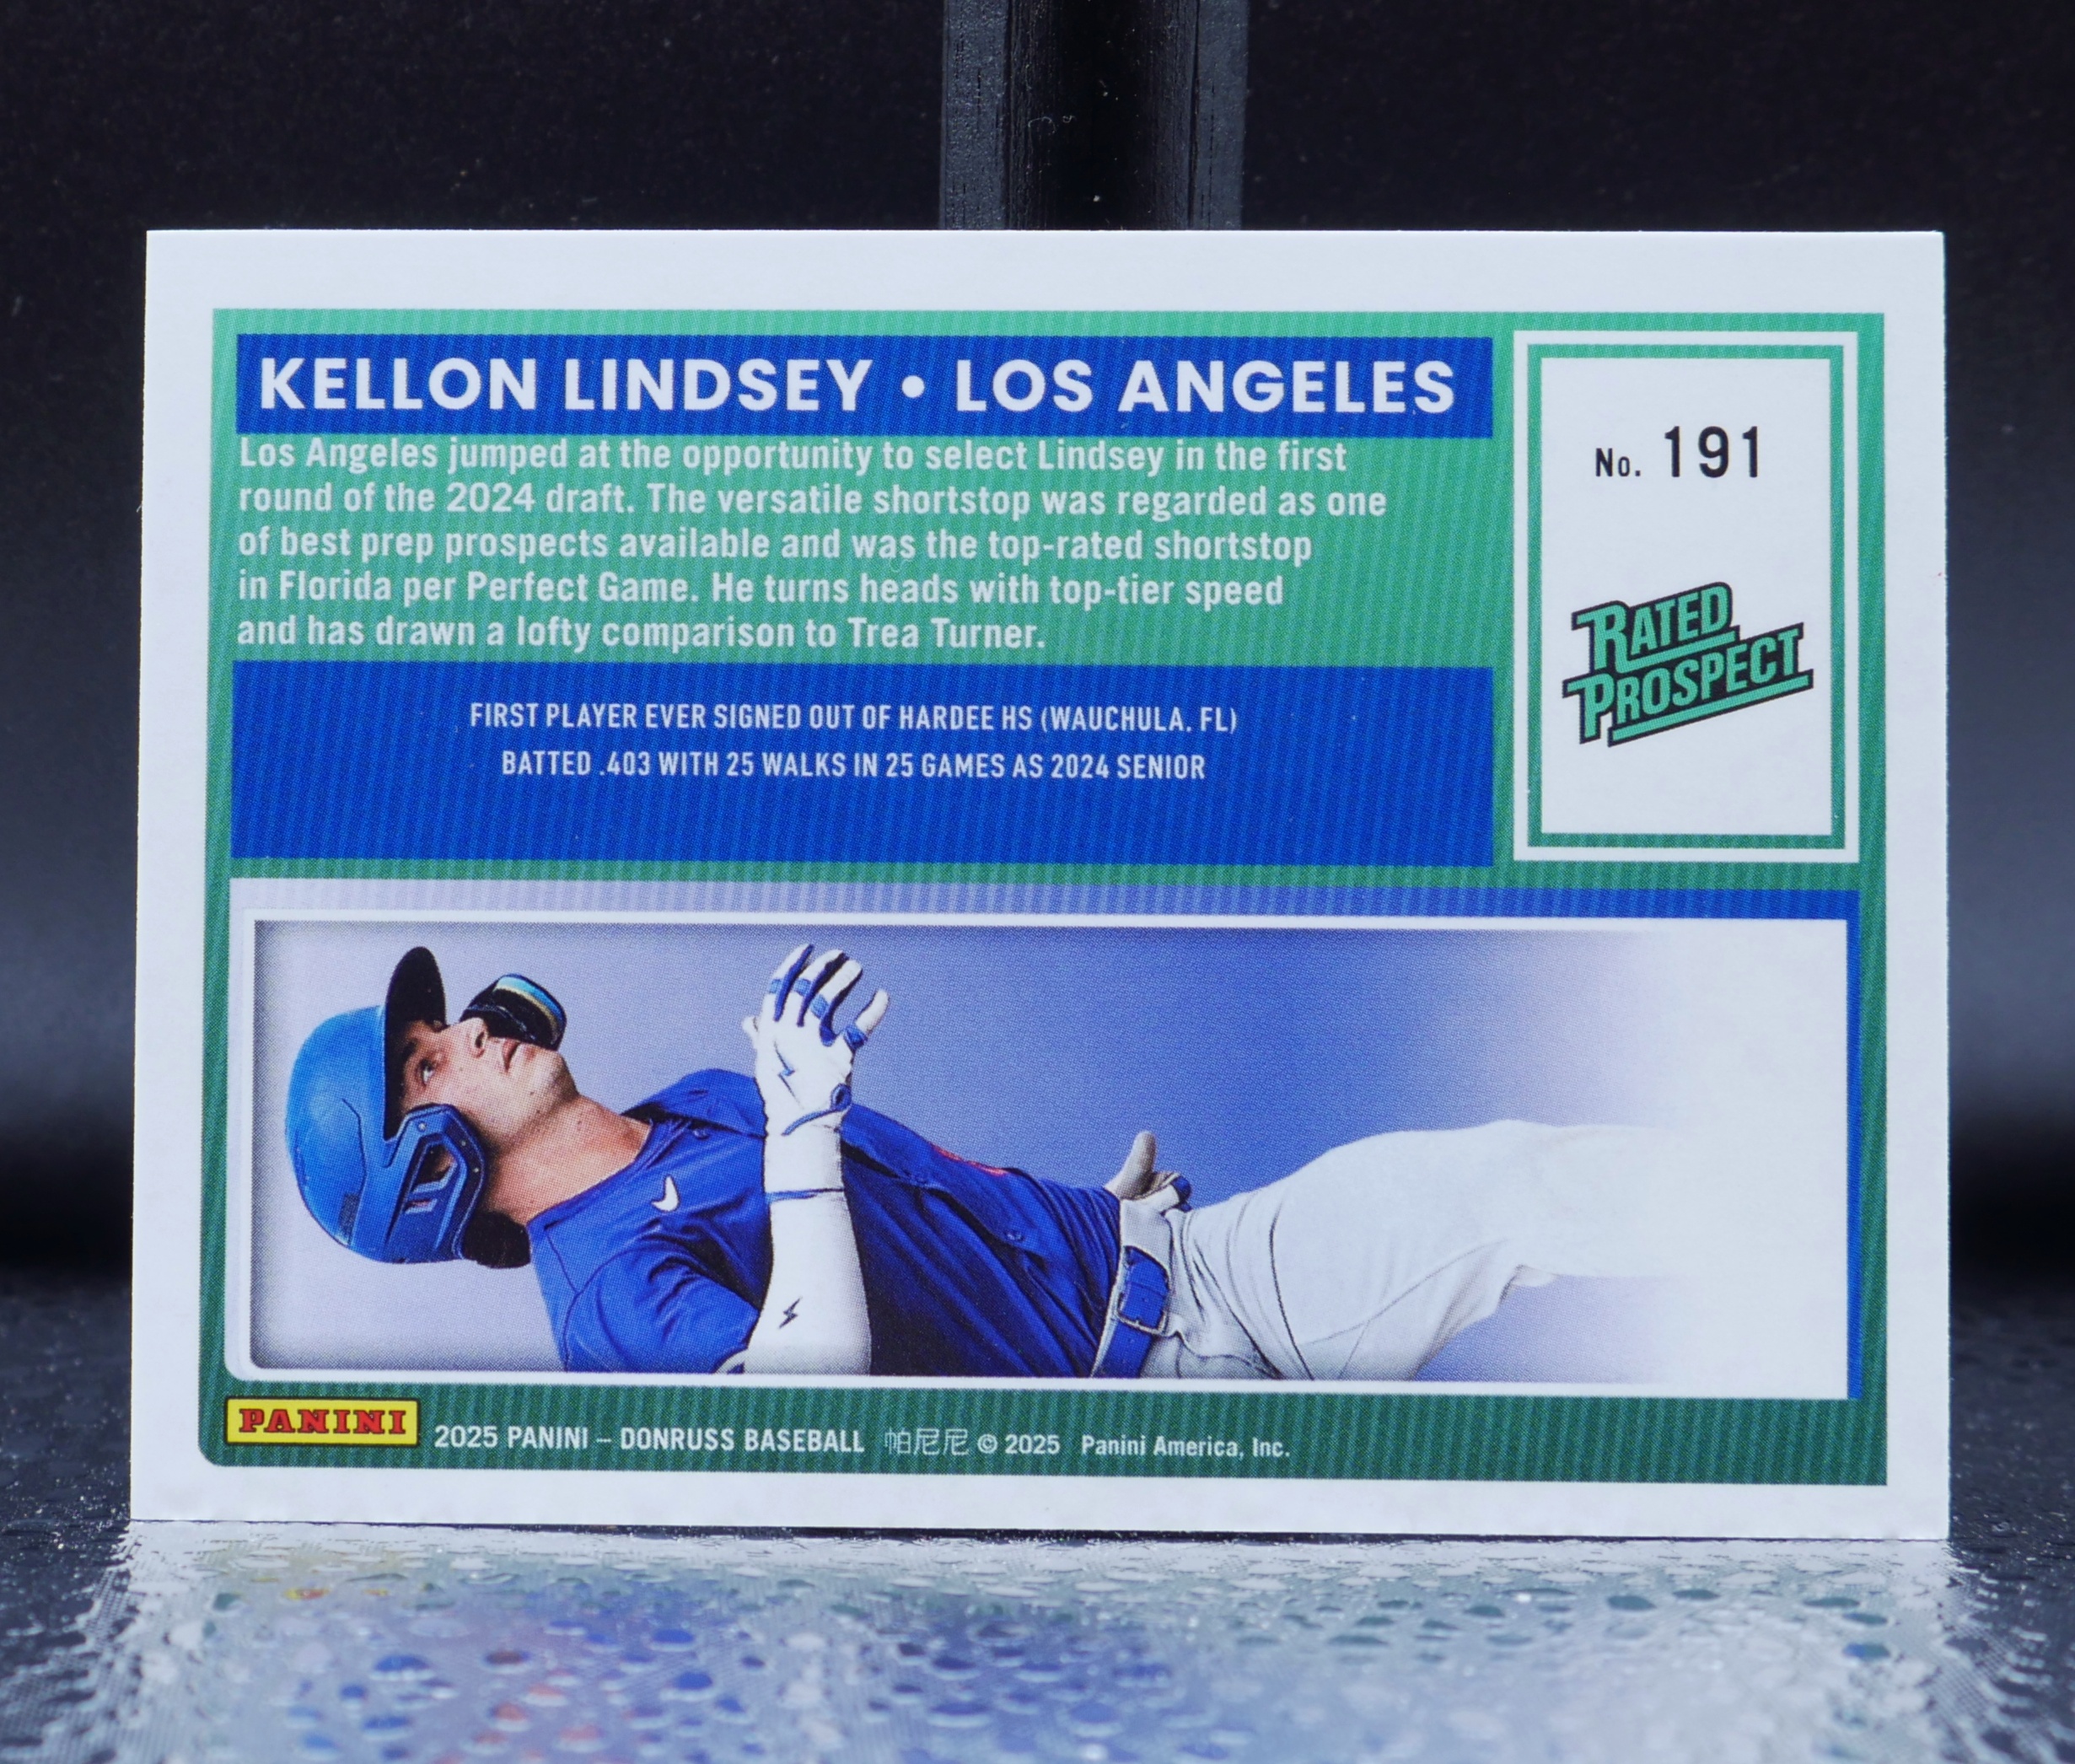 KELLON LINDSEY • LOS ANGELES
Los Angeles jumped at the opportunity to select Lindsey in the first
round of the 2024 draft. The versatile shortstop was regarded as one
of best prep prospects available and was the top-rated shortstop
in Florida per Perfect Game. He turns heads with top-tier speed
and has drawn a lofty comparison to Trea Turner.
FIRST PLAYER EVER SIGNED OUT OF HARDEE HS (WAUCHULA, FL)
BATTED .403 WITH 25 WALKS IN 25 GAMES AS 2024 SENIOR
No. 191
RATED
PROSPECT
PANINI 2025 PANINI – DONRUSS BASEBALL 帕尼尼 © 2025 Panini America, Inc.